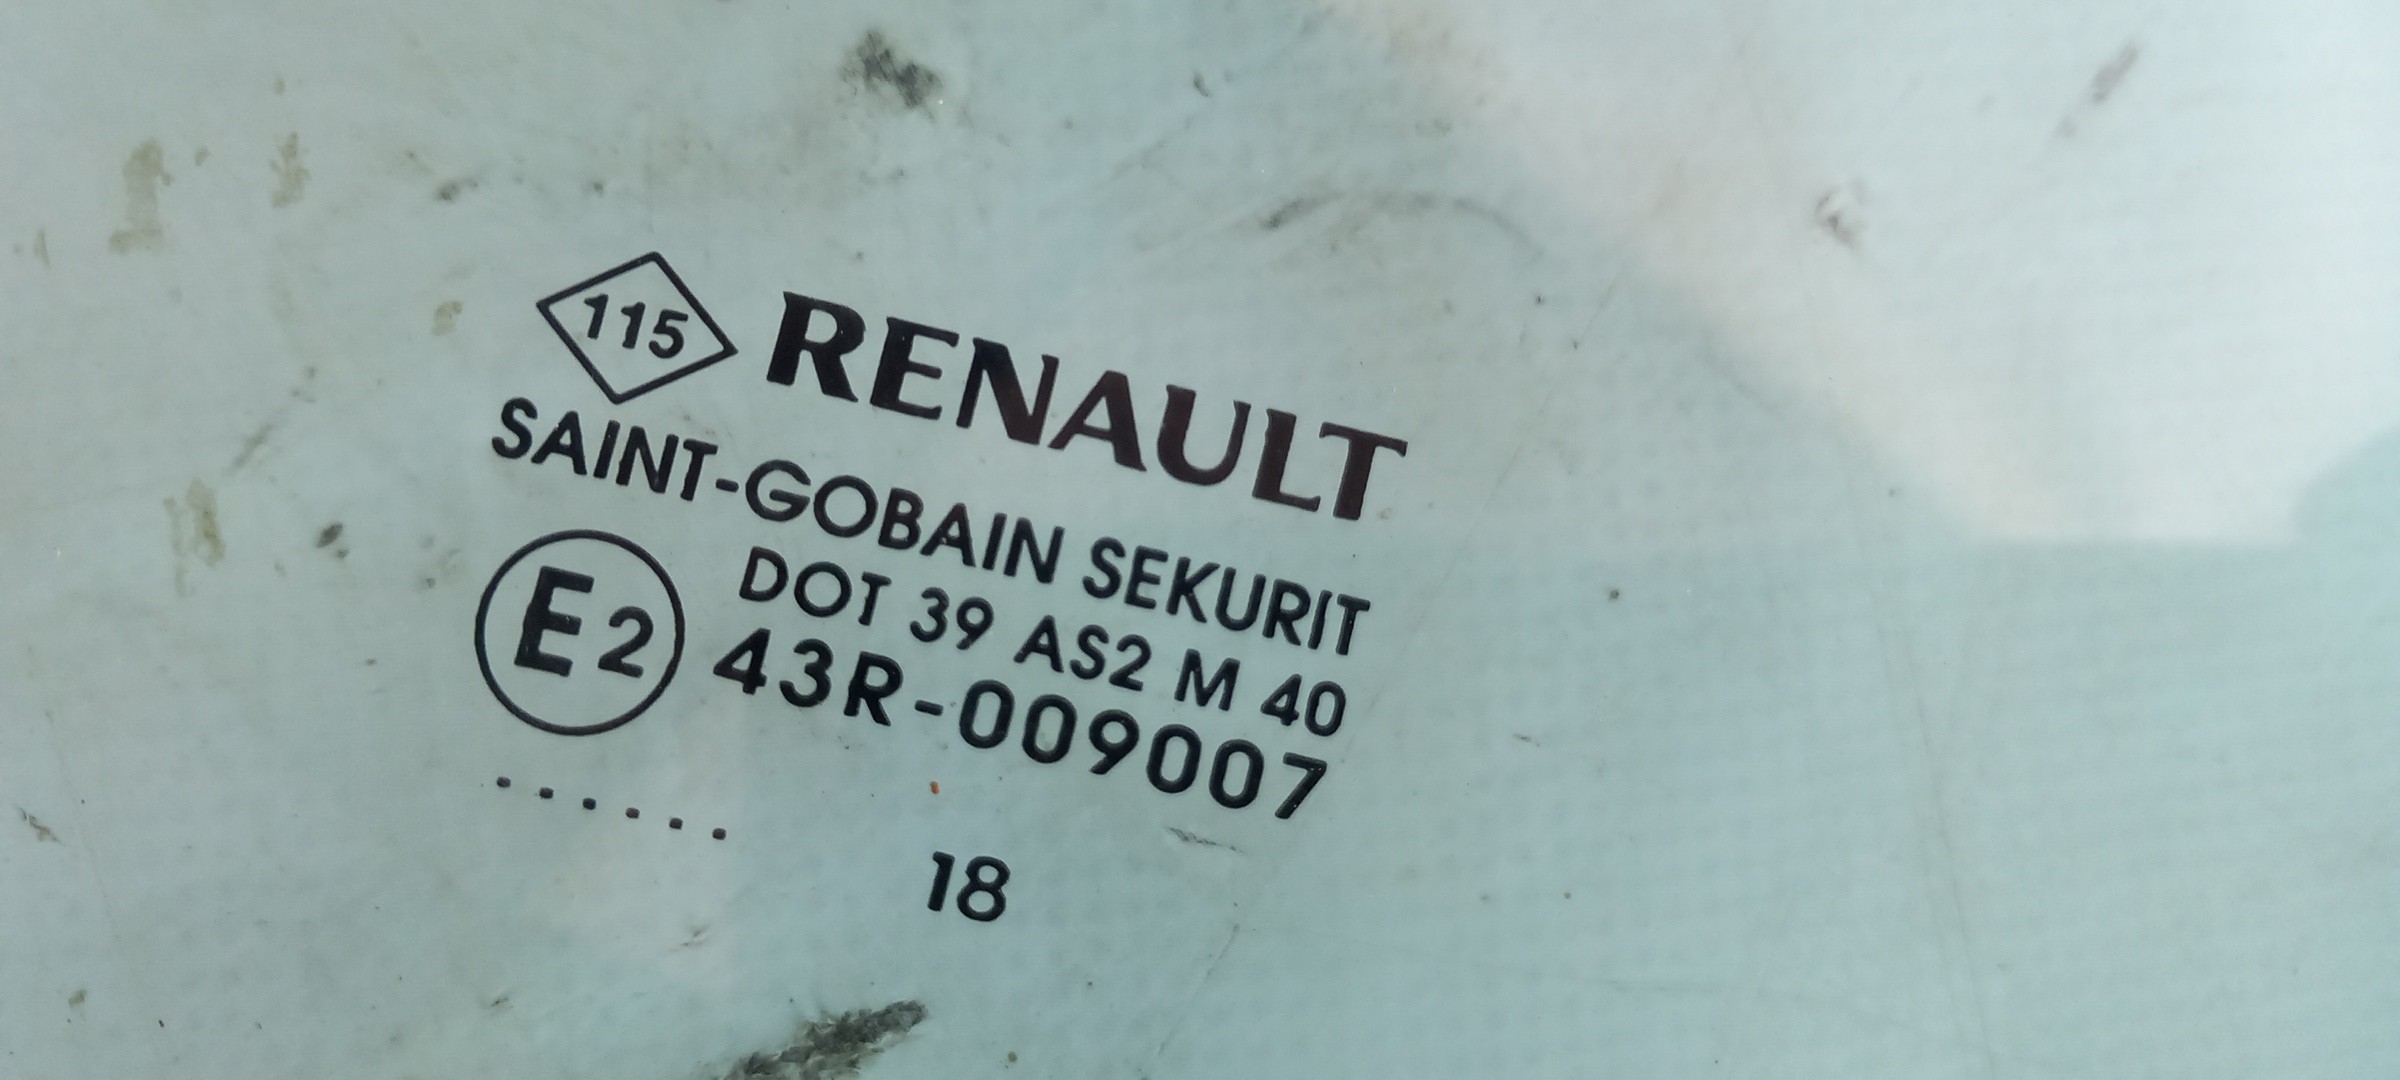 115 RENAULT
SAINT-GOBAIN SEKURIT
DOT 39 AS2 M 40
E2 43R-009007
......
18